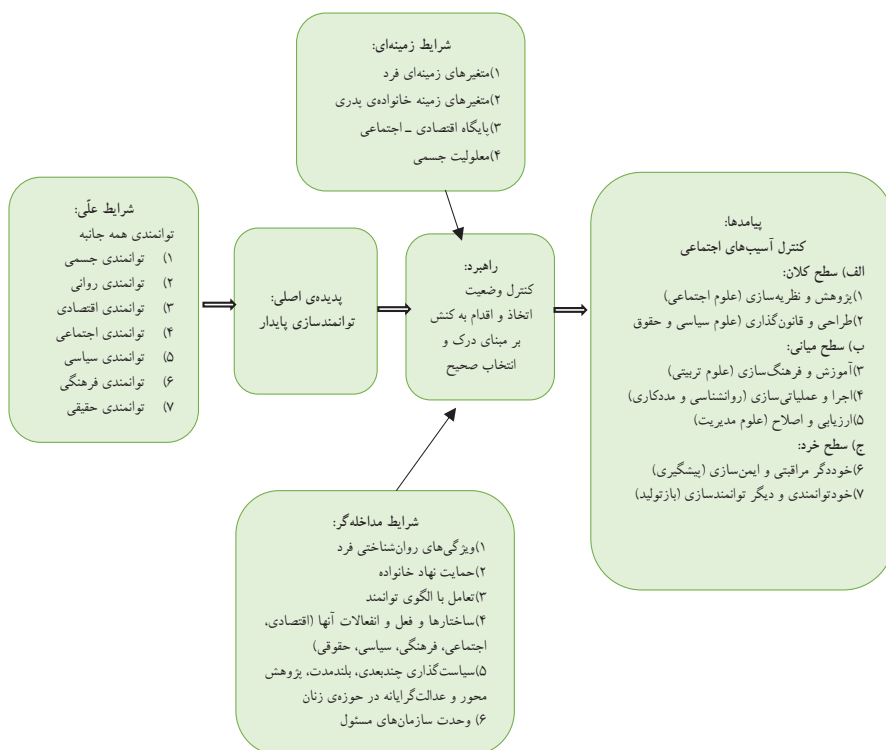 شرایط زمینه‌ای:
۱)متغیرهای زمینه‌ای فرد
۲)متغیرهای زمینه خانواده‌ی پدری
۳)پایگاه اقتصادی ـ اجتماعی
۴)معلولیت جسمی
شرایط علّی:
توانمندی همه جانبه
۱) توانمندی جسمی
۲) توانمندی روانی
۳) توانمندی اقتصادی
۴) توانمندی اجتماعی
۵) توانمندی سیاسی
۶) توانمندی فرهنگی
۷) توانمندی حقیقی
پدیده‌ی اصلی:
توانمندسازی پایدار
راهبرد:
کنترل وضعیت
اتخاذ و اقدام به کنش
بر مبنای درک و
انتخاب صحیح
پیامدها:
کنترل آسیب‌های اجتماعی
الف) سطح کلان:
۱)پژوهش و نظریه‌سازی (علوم اجتماعی)
۲)طراحی و قانون‌گذاری (علوم سیاسی و حقوق
ب) سطح میانی:
۳)آموزش و فرهنگ‌سازی (علوم تربیتی)
۴)اجرا و عملیاتی‌سازی (روانشناسی و مددکاری)
۵)ارزیابی و اصلاح (علوم مدیریت)
ج) سطح خرد:
۶)خوددگر مراقبتی و ایمن‌سازی (پیشگیری)
۷)خودتوانمندی و دیگر توانمندسازی (بازتولید)
شرایط مداخله‌گر:
۱)ویژگی‌های روان‌شناختی فرد
۲)حمایت نهاد خانواده
۳)تعامل با الگوی توانمند
۴)ساختارها و فعل و انفعالات آنها (اقتصادی،
اجتماعی، فرهنگی، سیاسی، حقوقی)
۵)سیاست‌گذاری چندبعدی، بلندمدت، پژوهش
محور و عدالت‌گرایانه در حوزه‌ی زنان
۶) وحدت سازمان‌های مسئول